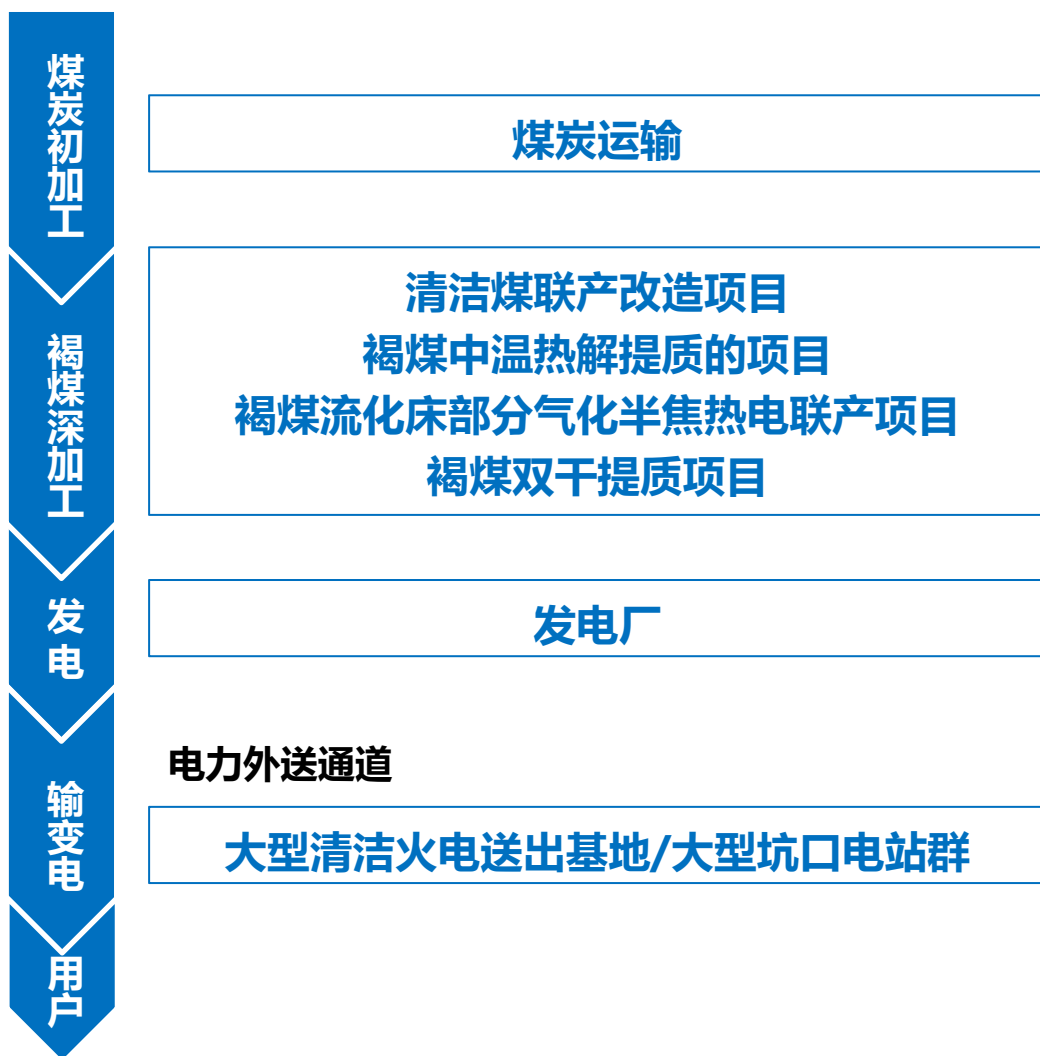 煤炭初加工
煤炭运输
褐煤深加工
清洁煤联产改造项目
褐煤中温热解提质的项目
褐煤流化床部分气化半焦热电联产项目
褐煤双干提质项目
发电
发电厂
输变电
电力外送通道
大型清洁火电送出基地/大型坑口电站群
用户